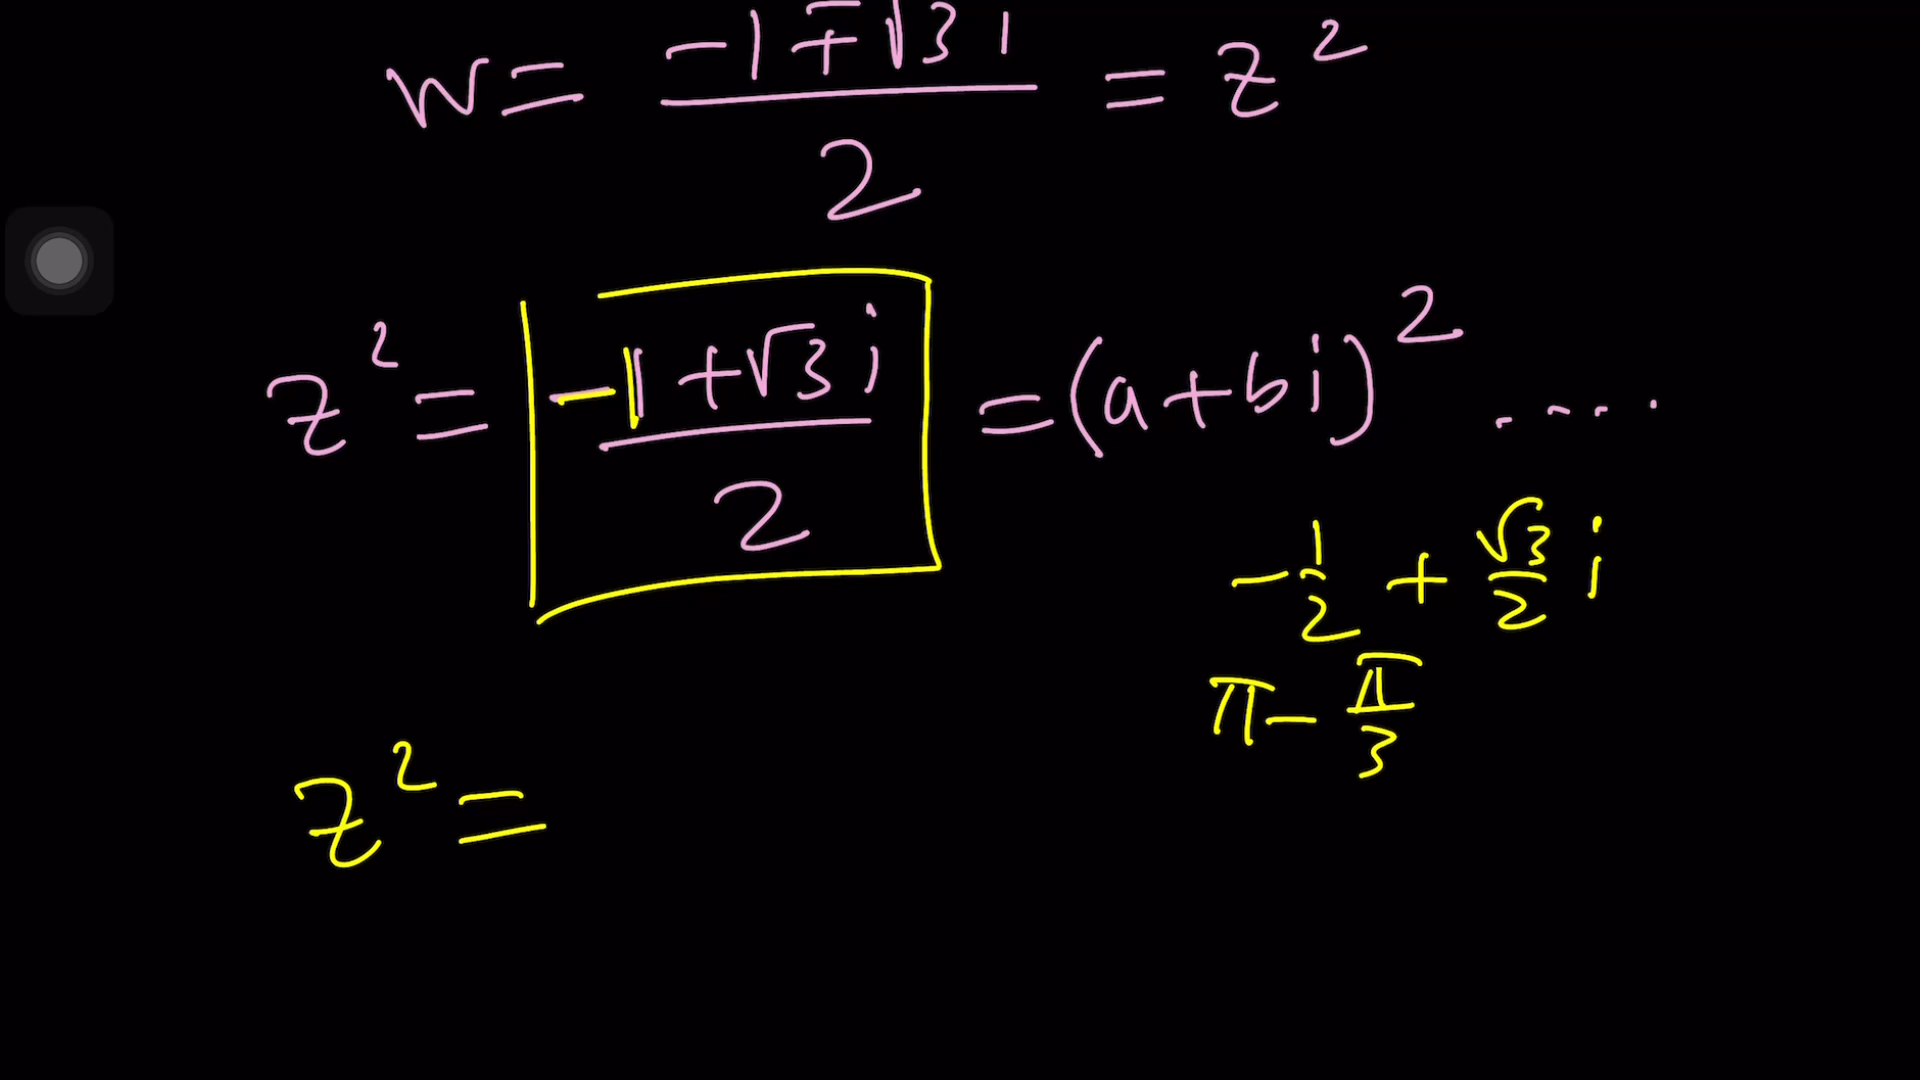 w = (-1 ∓ √3 i)/2 = z²
z² = (-1 + √3 i)/2 = (a + bi)² ....
-1/2 + √3/2 i
π - π/3
z² =